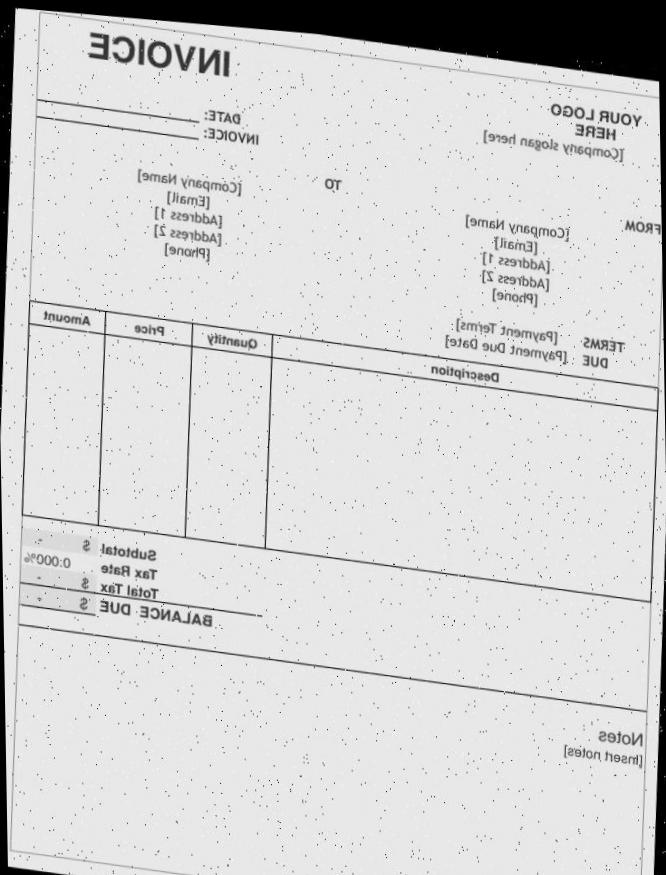 INVOICE
YOUR LOGO
HERE
[Company slogan here]
DATE:
INVOICE:
FROM
[Company Name]
[Email]
[Address 1]
[Address 2]
[Phone]
TO
[Company Name]
[Email]
[Address 1]
[Address 2]
[Phone]
TERMS [Payment Terms]
DUE [Payment Due Date]
Description Quantity Price Amount
Subtotal $ -
Tax Rate 0.000%
Total Tax $ -
BALANCE DUE $ -
Notes
[Insert notes]